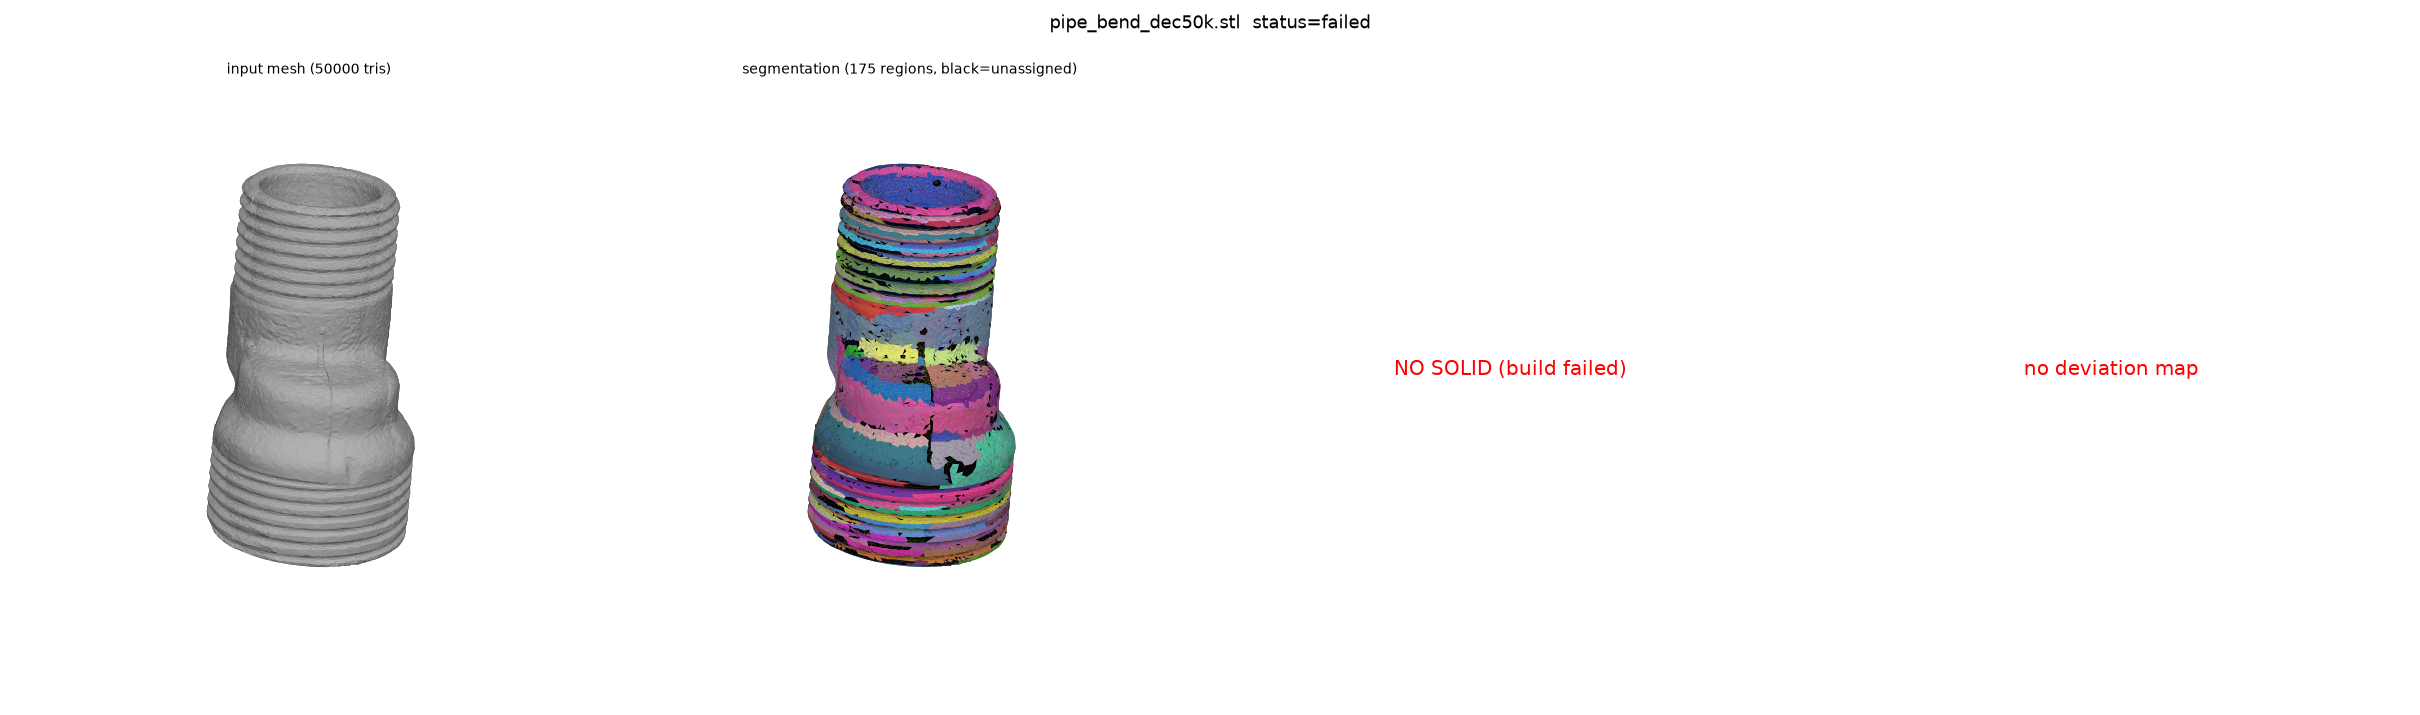 pipe_bend_dec50k.stl  status=failed
input mesh (50000 tris)
segmentation (175 regions, black=unassigned)
NO SOLID (build failed)
no deviation map